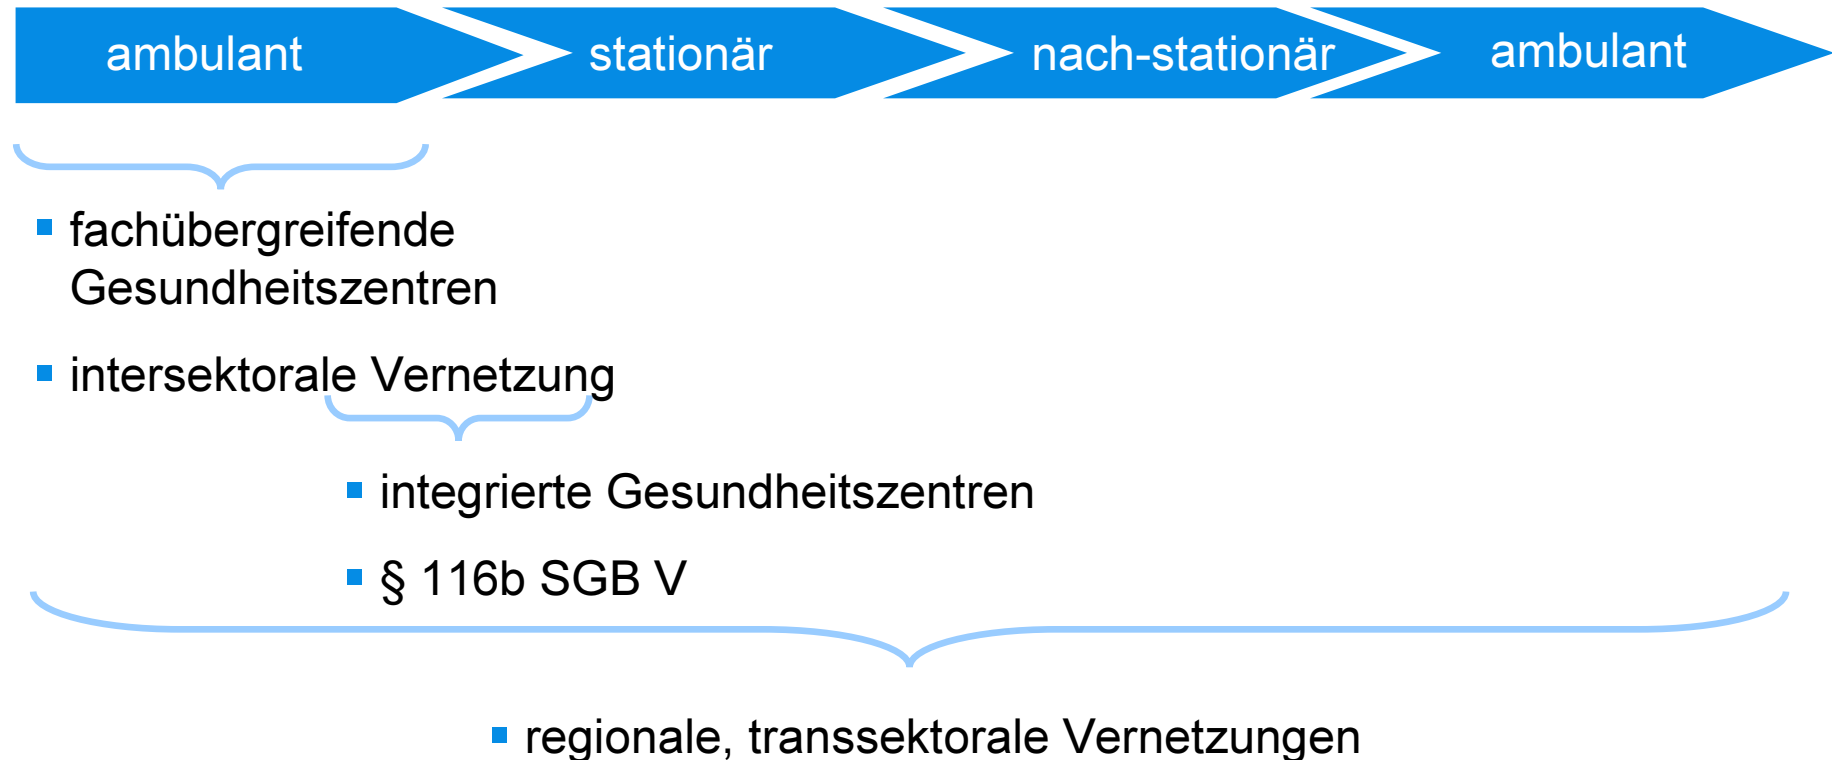 ambulant
stationär
nach-stationär
ambulant
fachübergreifende
Gesundheitszentren
intersektorale Vernetzung
integrierte Gesundheitszentren
§ 116b SGB V
regionale, transsektorale Vernetzungen